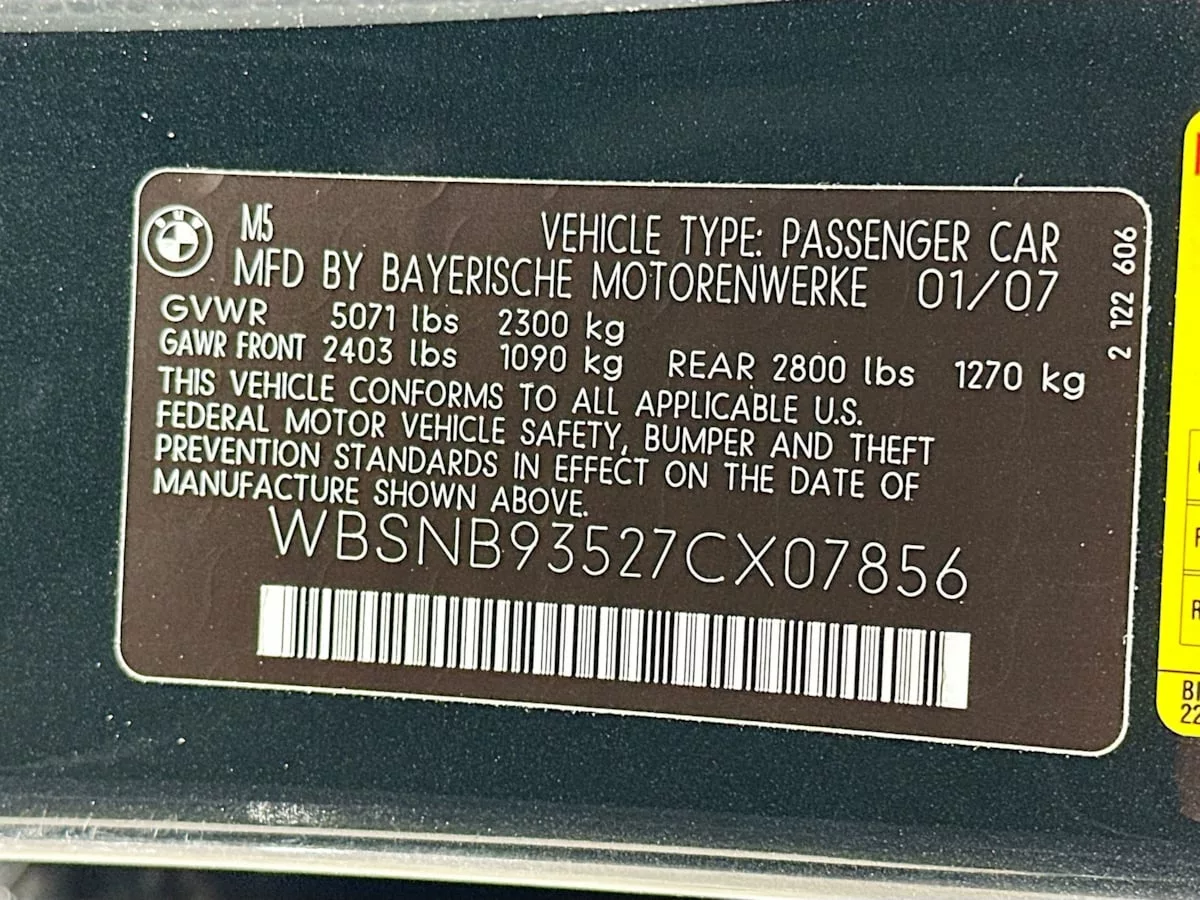 BMW
M5
VEHICLE TYPE: PASSENGER CAR
MFD BY BAYERISCHE MOTORENWERKE 01/07
GVWR 5071 lbs 2300 kg
GAWR FRONT 2403 lbs 1090 kg REAR 2800 lbs 1270 kg
THIS VEHICLE CONFORMS TO ALL APPLICABLE U.S.
FEDERAL MOTOR VEHICLE SAFETY, BUMPER AND THEFT
PREVENTION STANDARDS IN EFFECT ON THE DATE OF
MANUFACTURE SHOWN ABOVE.
WBSNB93527CX07856
2 122 606
22